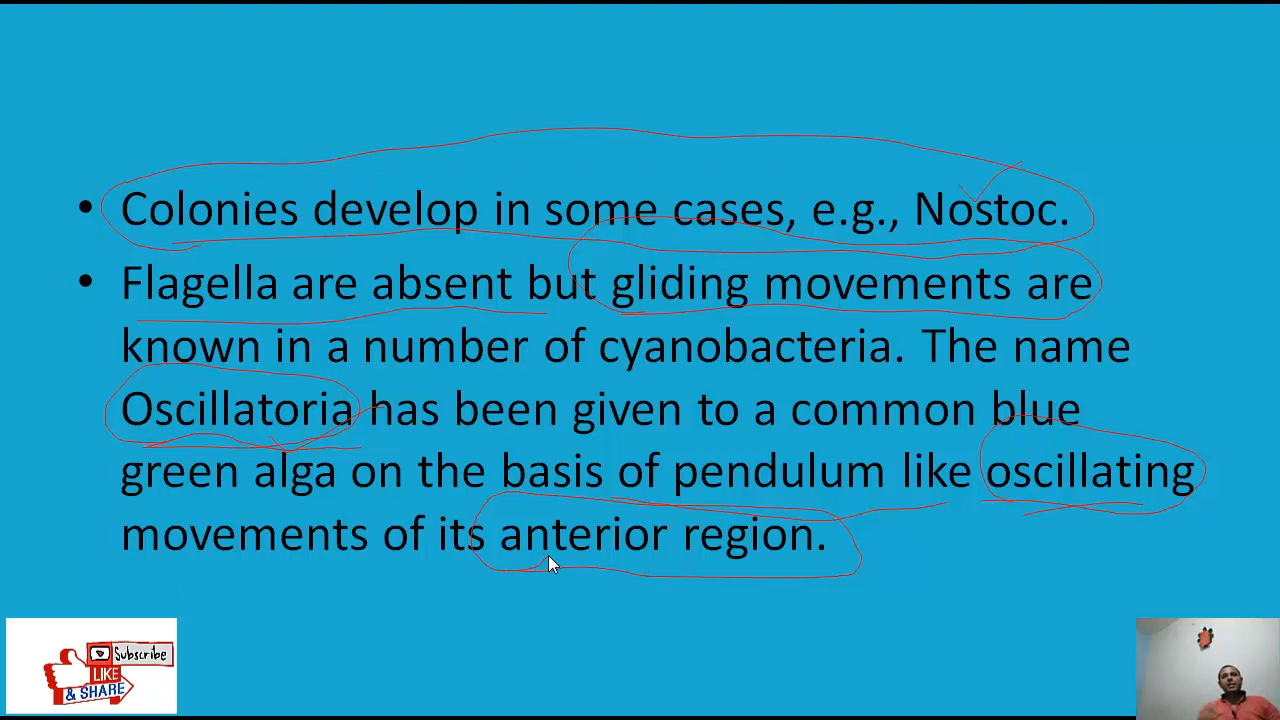 • Colonies develop in some cases, e.g., Nostoc.
• Flagella are absent but gliding movements are
known in a number of cyanobacteria. The name
Oscillatoria has been given to a common blue
green alga on the basis of pendulum like oscillating
movements of its anterior region.
Subscribe
LIKE
& SHARE